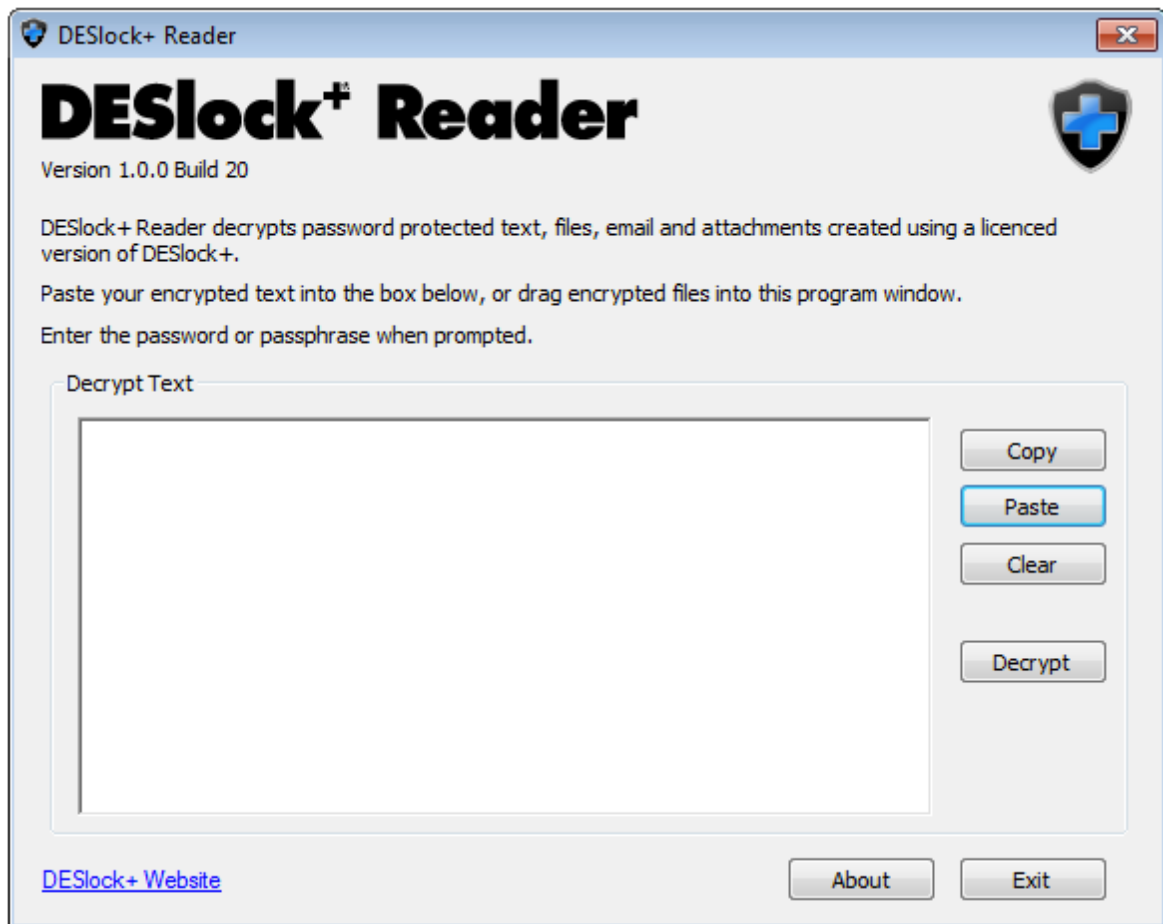 DESlock+ Reader
DESlock+ Reader
Version 1.0.0 Build 20
DESlock+ Reader decrypts password protected text, files, email and attachments created using a licenced
version of DESlock+.
Paste your encrypted text into the box below, or drag encrypted files into this program window.
Enter the password or passphrase when prompted.
Decrypt Text
Copy
Paste
Clear
Decrypt
DESlock+ Website
About
Exit